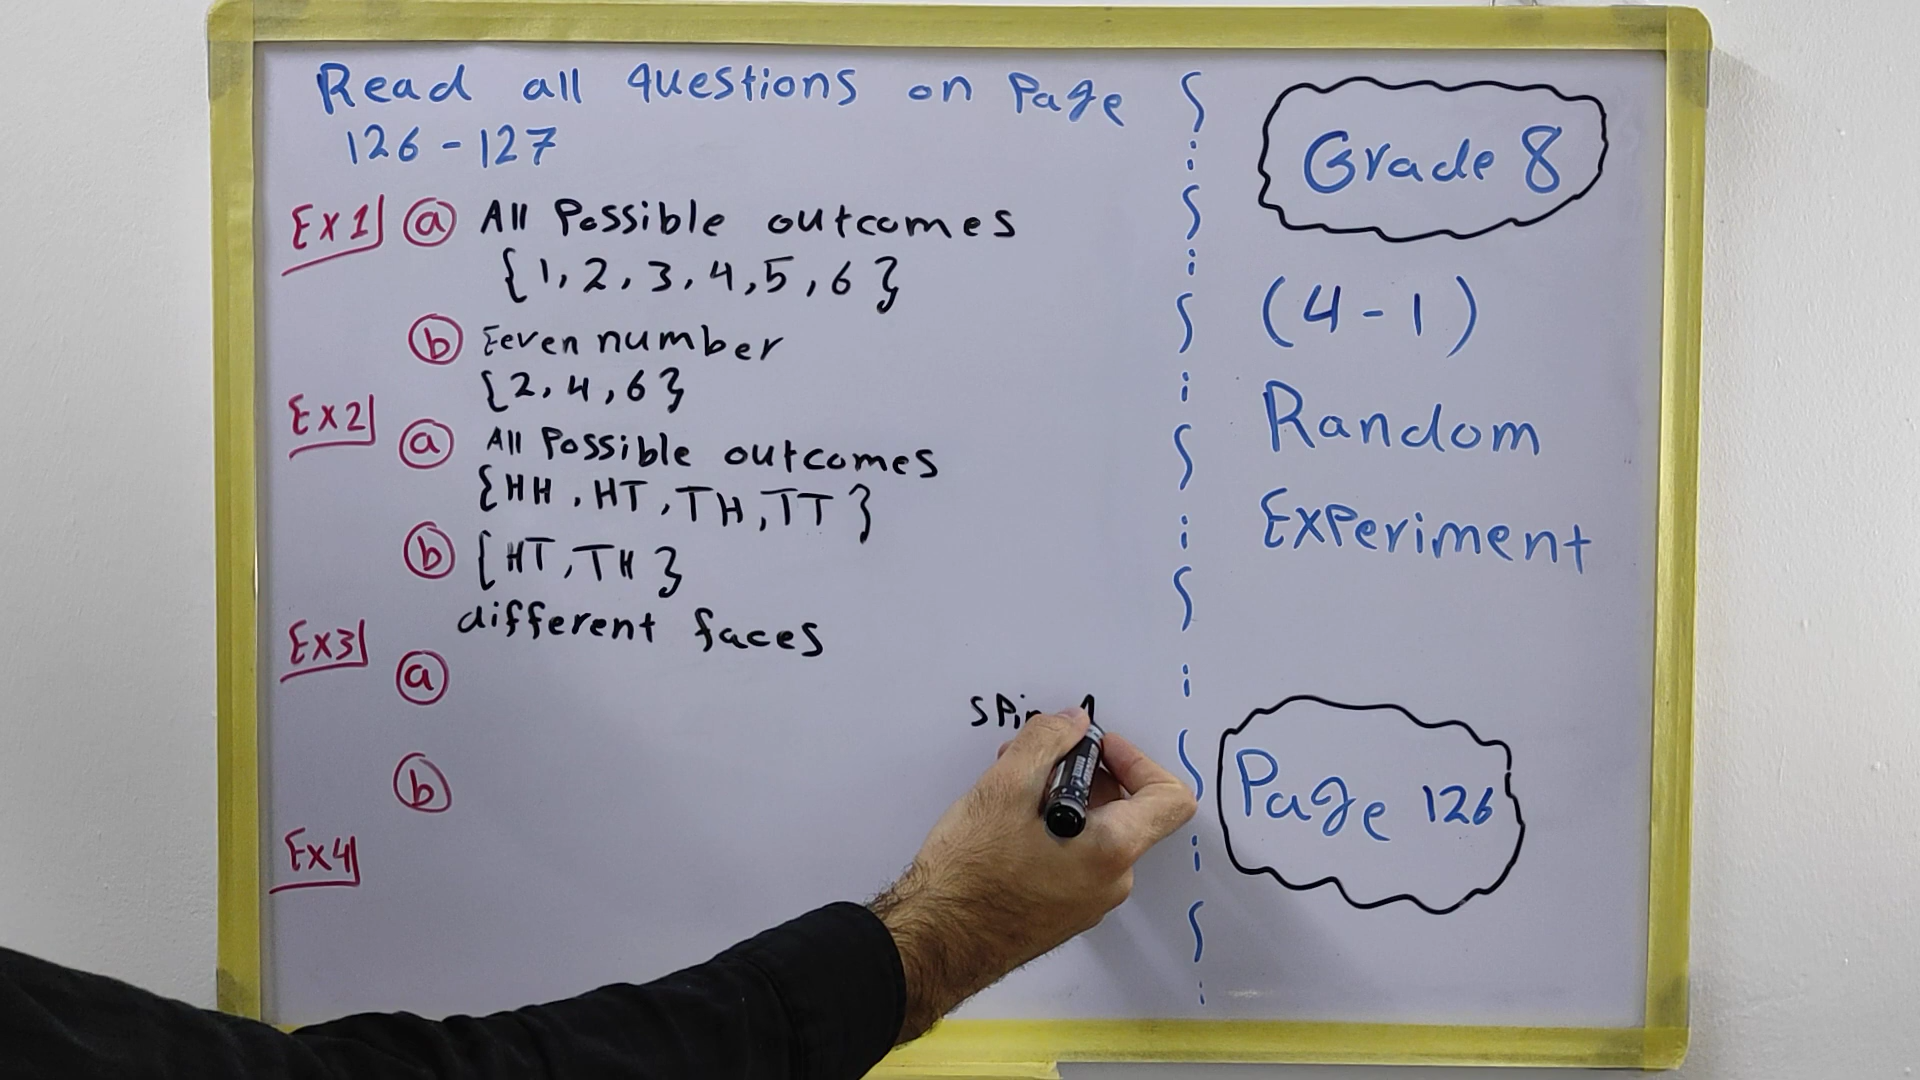 Read all questions on Page
126 - 127
Ex1 a All Possible outcomes
{1, 2, 3, 4, 5, 6}
b Eeven number
{2, 4, 6}
Ex2 a All Possible outcomes
{HH, HT, TH, TT}
b {HT, TH}
different faces
Ex3 a
b
Ex4
Grade 8
(4-1)
Random
Experiment
Page 126